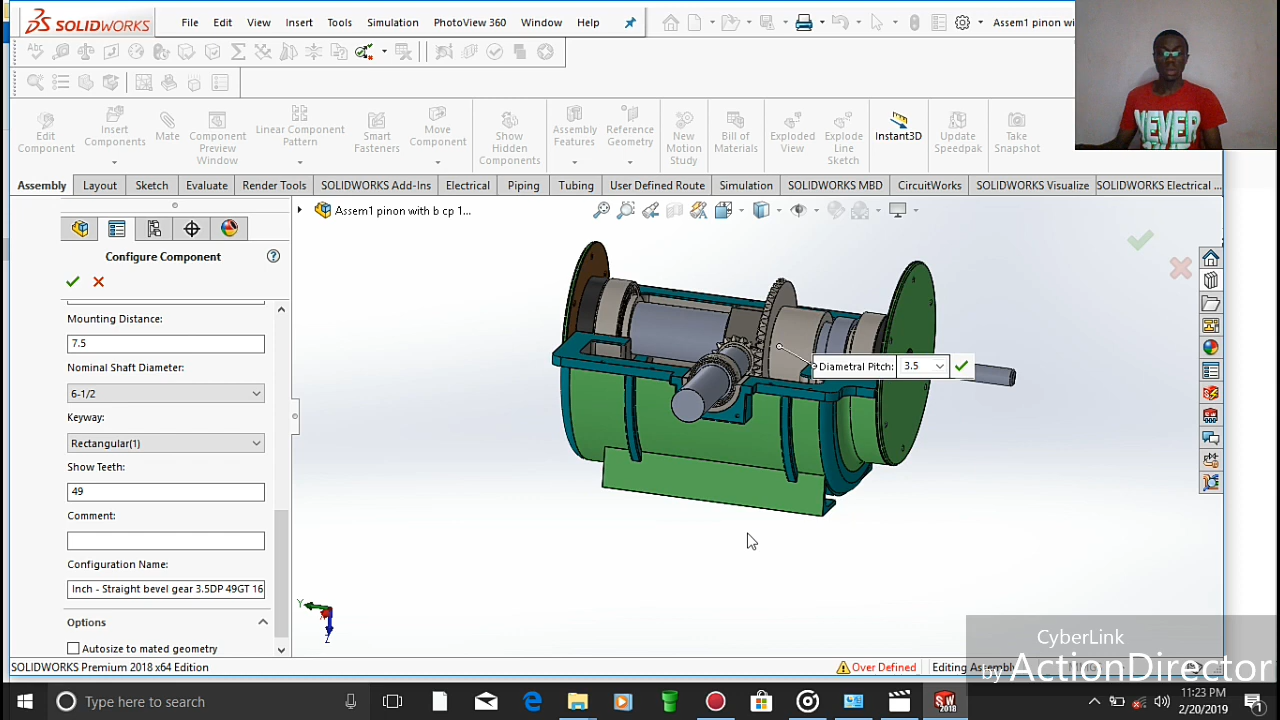 SOLIDWORKS File Edit View Insert Tools Simulation PhotoView 360 Window Help Assem1 pinon wi
NEVER
Edit Component
Insert Components
Mate
Component Preview Window
Linear Component Pattern
Smart Fasteners
Move Component
Show Hidden Components
Assembly Features
Reference Geometry
New Motion Study
Bill of Materials
Exploded View
Explode Line Sketch
Instant3D
Update Speedpak
Take Snapshot
Assembly Layout Sketch Evaluate Render Tools SOLIDWORKS Add-Ins Electrical Piping Tubing User Defined Route Simulation SOLIDWORKS MBD CircuitWorks SOLIDWORKS Visualize SOLIDWORKS Electrical ...
Assem1 pinon with b cp 1...
Configure Component
Mounting Distance:
7.5
Nominal Shaft Diameter:
6-1/2
Keyway:
Rectangular(1)
Show Teeth:
49
Comment:
Configuration Name:
Inch - Straight bevel gear 3.5DP 49GT 16
Options
Autosize to mated geometry
Diametral Pitch: 3.5
Y
Z
SOLIDWORKS Premium 2018 x64 Edition
Over Defined Editing Assembly
CyberLink
by ActionDirector
Type here to search
SW
2018
11:23 PM
2/20/2019
1